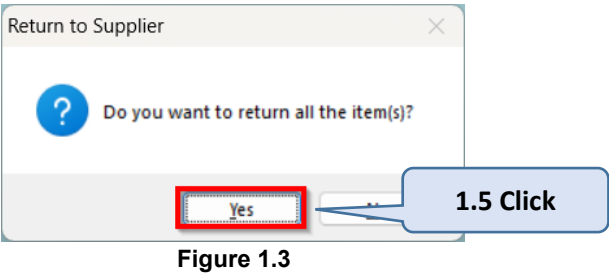 Return to Supplier
Do you want to return all the item(s)?
Yes
1.5 Click
Figure 1.3